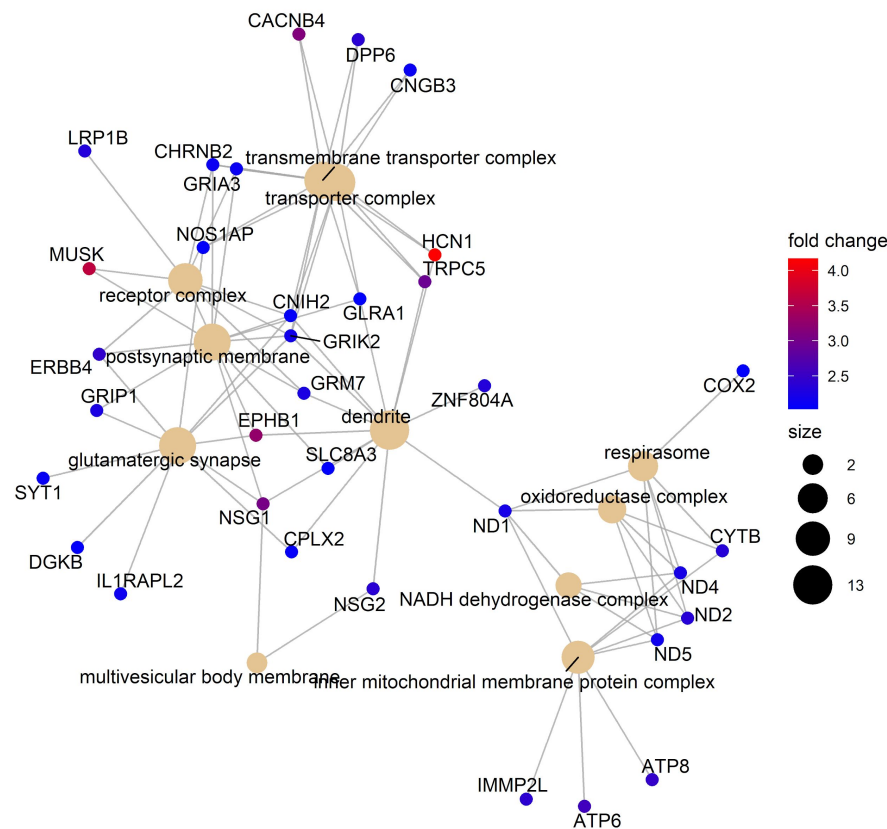 CACNB4
DPP6
CNGB3
LRP1B
CHRNB2
transmembrane transporter complex
GRIA3
transporter complex
NOS1AP
HCN1
fold change
MUSK
TRPC5
4.0
receptor complex
CNIH2
GLRA1
3.5
3.0
GRIK2
postsynaptic membrane
ERBB4
2.5
GRM7
COX2
GRIP1
ZNF804A
EPHB1
dendrite
size
glutamatergic synapse
SLC8A3
respirasome
2
SYT1
oxidoreductase complex
6
NSG1
ND1
CPLX2
CYTB
9
DGKB
IL1RAPL2
ND4
13
NSG2
NADH dehydrogenase complex
ND2
ND5
multivesicular body membrane
inner mitochondrial membrane protein complex
ATP8
IMMP2L
ATP6